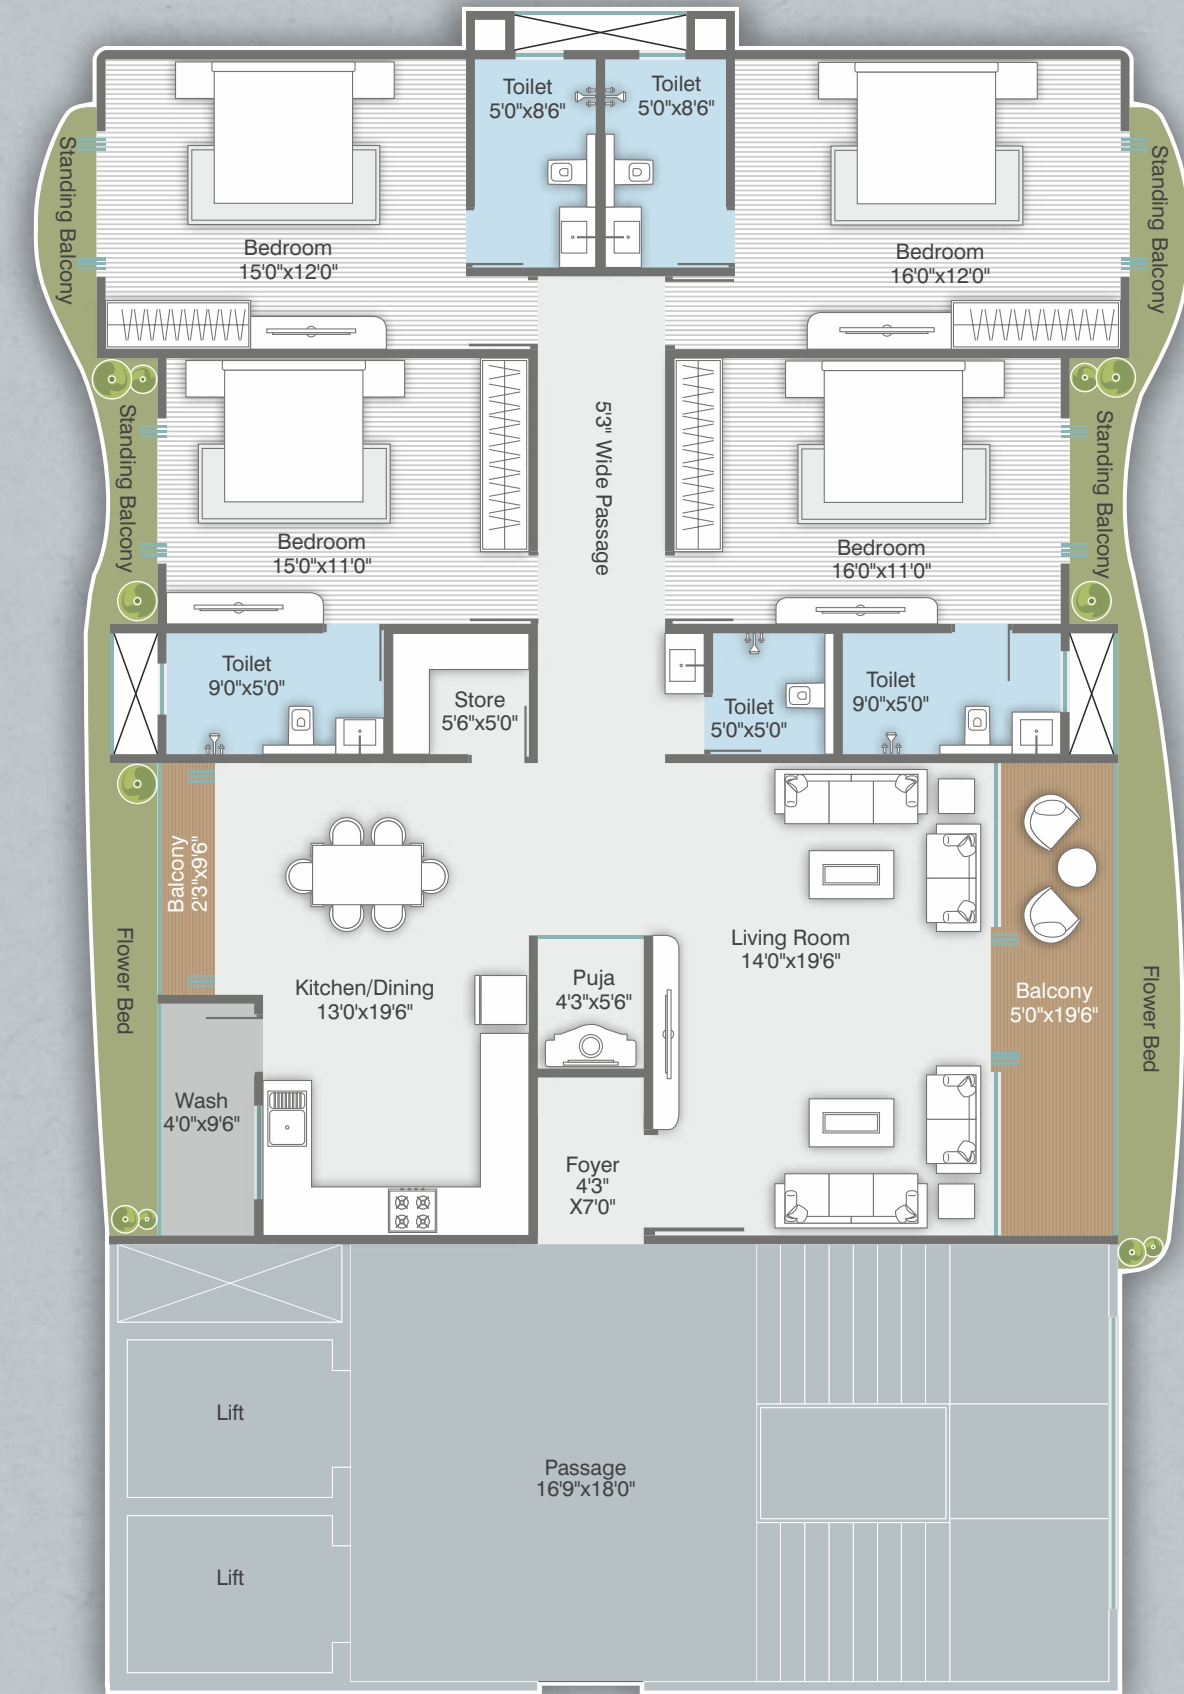 Toilet
5'0"x8'6"
Toilet
5'0"x8'6"
Standing Balcony
Standing Balcony
Bedroom
15'0"x12'0"
Bedroom
16'0"x12'0"
Standing Balcony
5'3" Wide Passage
Standing Balcony
Bedroom
15'0"x11'0"
Bedroom
16'0"x11'0"
Toilet
9'0"x5'0"
Store
5'6"x5'0"
Toilet
5'0"x5'0"
Toilet
9'0"x5'0"
Balcony
2'3"x9'6"
Flower Bed
Kitchen/Dining
13'0'x19'6"
Puja
4'3"x5'6"
Living Room
14'0"x19'6"
Balcony
5'0"x19'6"
Flower Bed
Wash
4'0"x9'6"
Foyer
4'3"
X7'0"
Lift
Passage
16'9"x18'0"
Lift